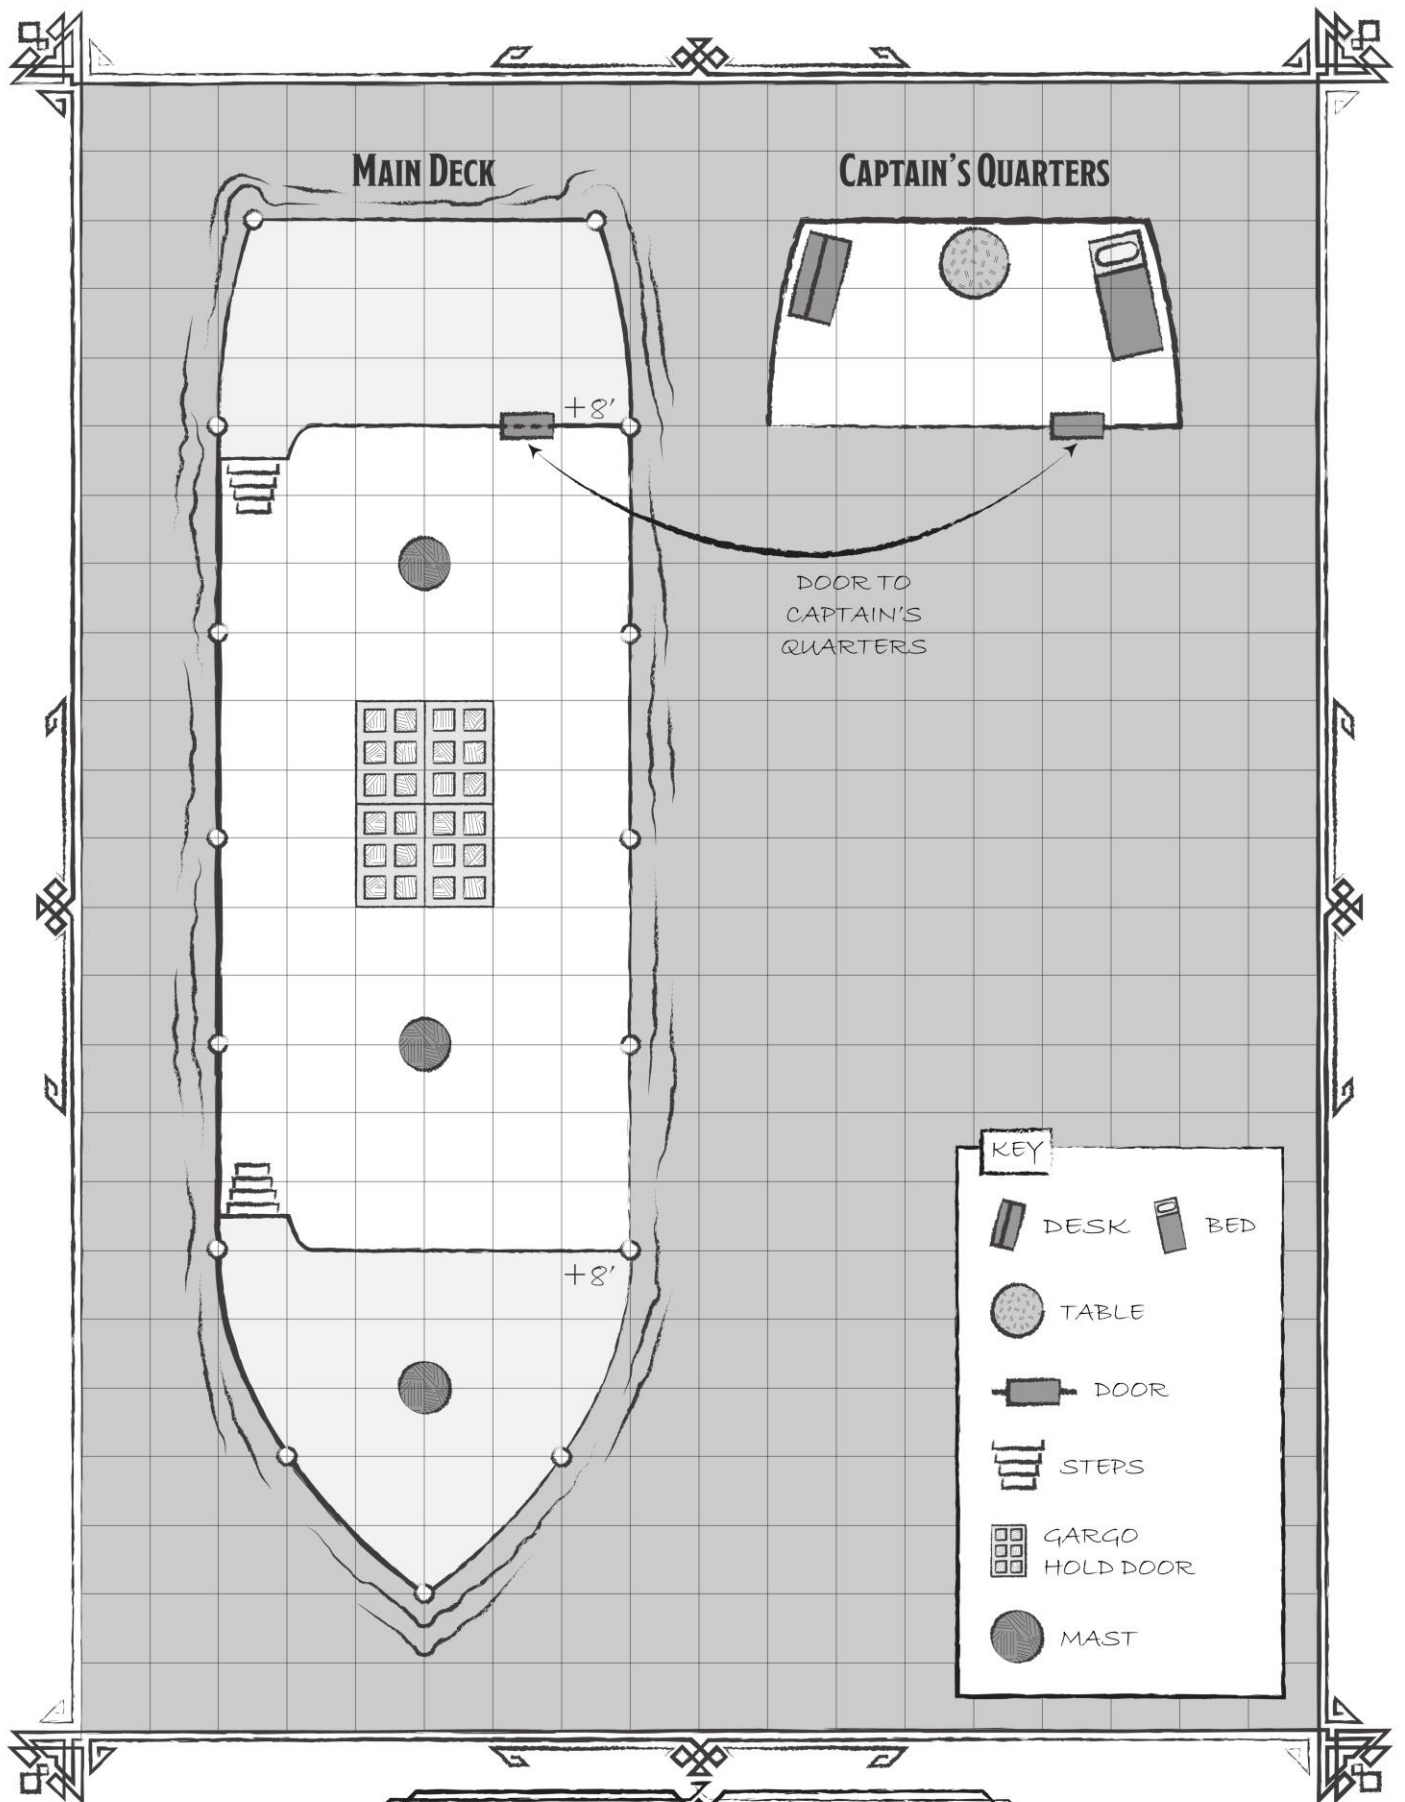 MAIN DECK
CAPTAIN'S QUARTERS
+8'
DOOR TO
CAPTAIN'S
QUARTERS
KEY
DESK
BED
+8'
TABLE
DOOR
STEPS
GARGO
HOLD DOOR
MAST